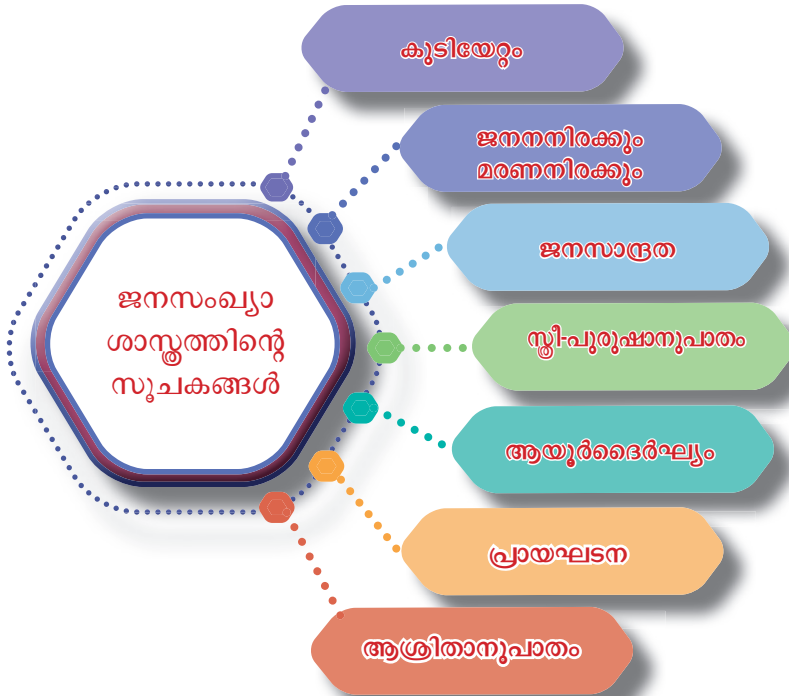 കുടിയേറ്റം
ജനനനിരക്കും
മരണനിരക്കും
ജനസാന്ദ്രത
ജനസംഖ്യാ
ശാസ്ത്രത്തിന്റെ
സൂചകങ്ങൾ
സ്ത്രീ-പുരുഷാനുപാതം
ആയുർദൈർഘ്യം
പ്രായഘടന
ആശ്രിതാനുപാതം